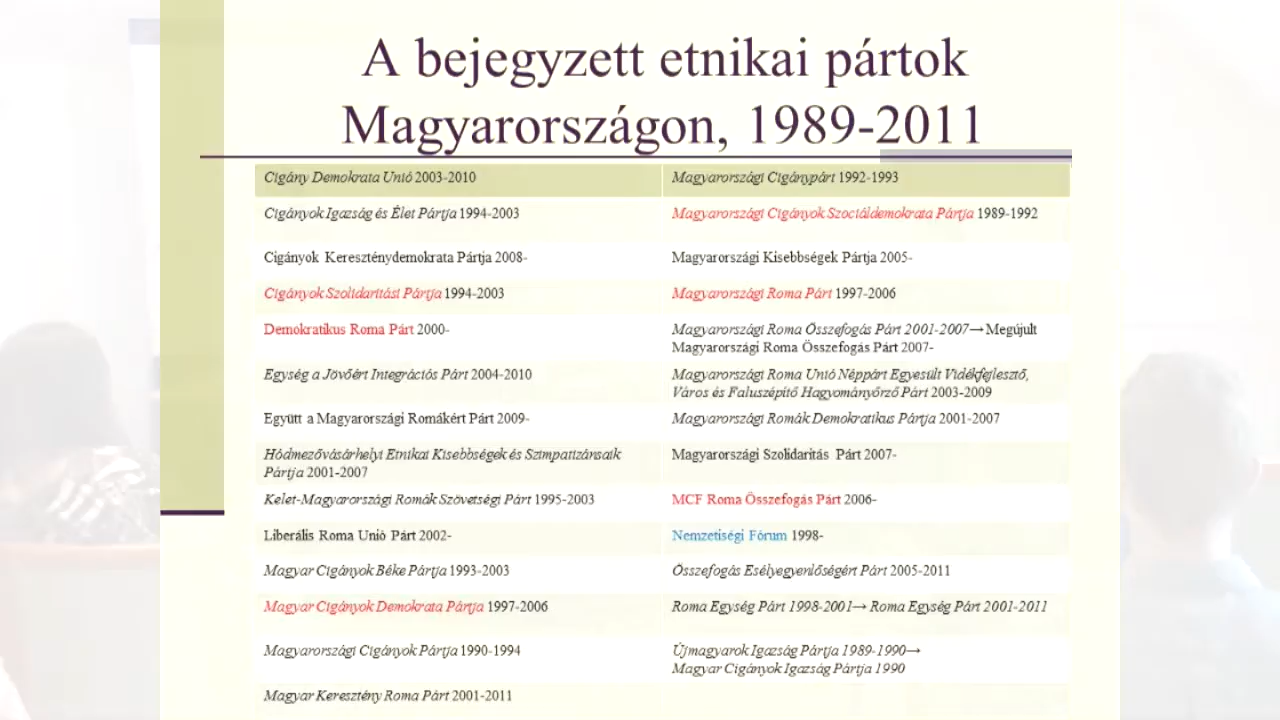 A bejegyzett etnikai pártok
Magyarországon, 1989-2011
Cigány Demokrata Unió 2003-2010
Magyarországi Cigánypárt 1992-1993
Cigányok Igazság és Élet Pártja 1994-2003
Magyarországi Cigányok Szociáldemokrata Pártja 1989-1992
Cigányok Kereszténydemokrata Pártja 2008-
Magyarországi Kisebbségek Pártja 2005-
Cigányok Szolidaritási Pártja 1994-2003
Magyarországi Roma Párt 1997-2006
Demokratikus Roma Párt 2000-
Magyarországi Roma Összefogás Párt 2001-2007→Megújult
Magyarországi Roma Összefogás Párt 2007-
Egység a Jövőért Integrációs Párt 2004-2010
Magyarországi Roma Unió Néppárt Egyesült Vidékfejlesztő,
Város és Faluszépítő Hagyományőrző Párt 2003-2009
Együtt a Magyarországi Romákért Párt 2009-
Magyarországi Romák Demokratikus Pártja 2001-2007
Hódmezővásárhelyi Etnikai Kisebbségek és Szimpatizánsaik
Pártja 2001-2007
Magyarországi Szolidaritás Párt 2007-
Kelet-Magyarországi Romák Szövetségi Párt 1995-2003
MCF Roma Összefogás Párt 2006-
Liberális Roma Unió Párt 2002-
Nemzetiségi Fórum 1998-
Magyar Cigányok Béke Pártja 1993-2003
Összefogás Esélyegyenlőségért Párt 2005-2011
Magyar Cigányok Demokrata Pártja 1997-2006
Roma Egység Párt 1998-2001→ Roma Egység Párt 2001-2011
Magyarországi Cigányok Pártja 1990-1994
Újmagyarok Igazság Pártja 1989-1990→
Magyar Cigányok Igazság Pártja 1990
Magyar Keresztény Roma Párt 2001-2011